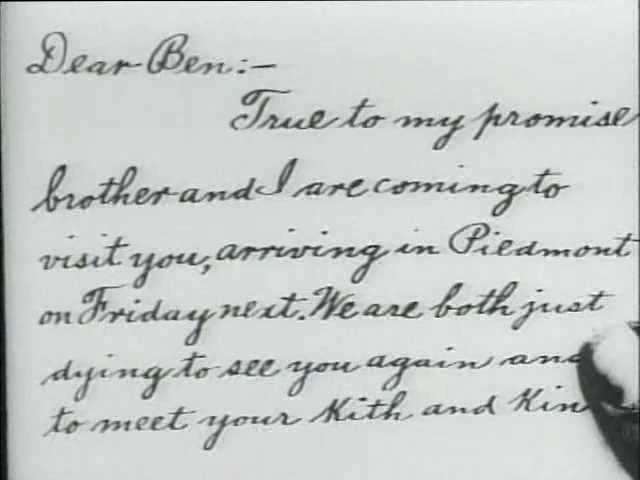 Dear Ben:—
True to my promise
brother and I are coming to
visit you, arriving in Piedmont
on Friday next. We are both just
dying to see you again and
to meet your Kith and Kin